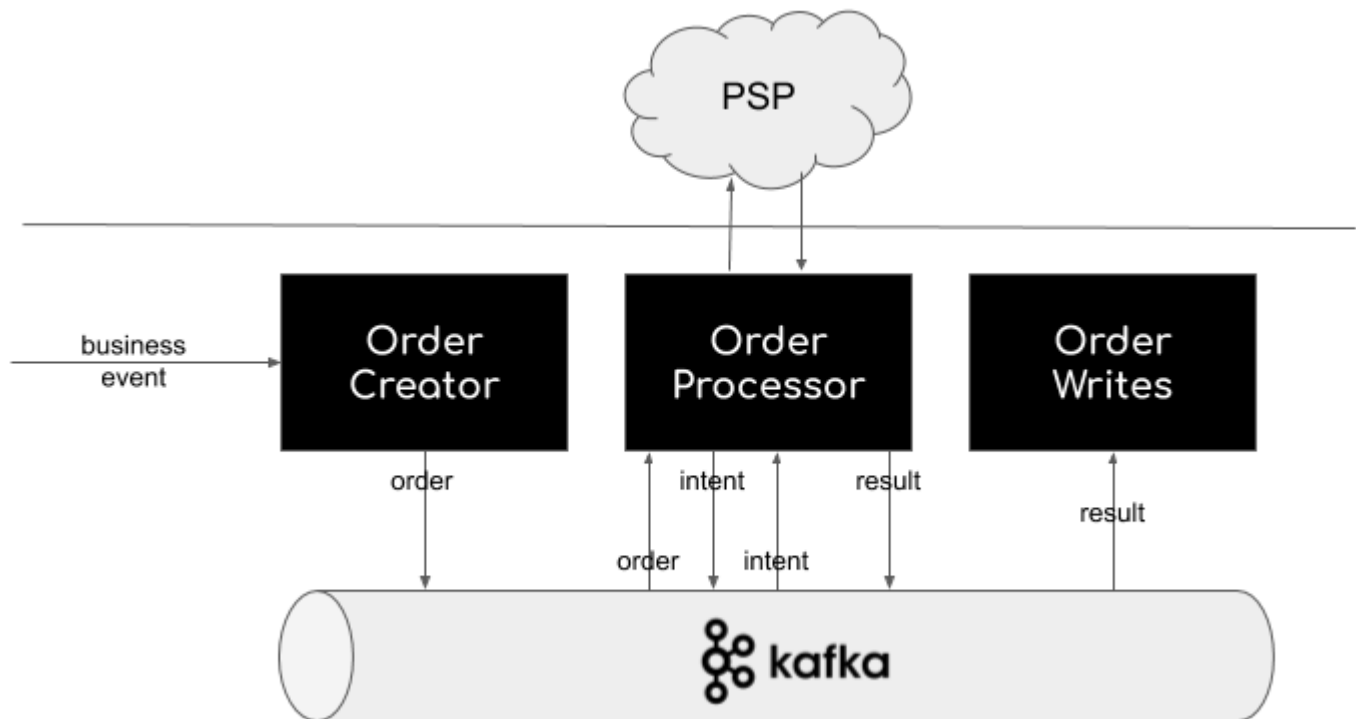 PSP
business
event
Order
Creator
Order
Processor
Order
Writes
order
intent
result
result
order
intent
kafka